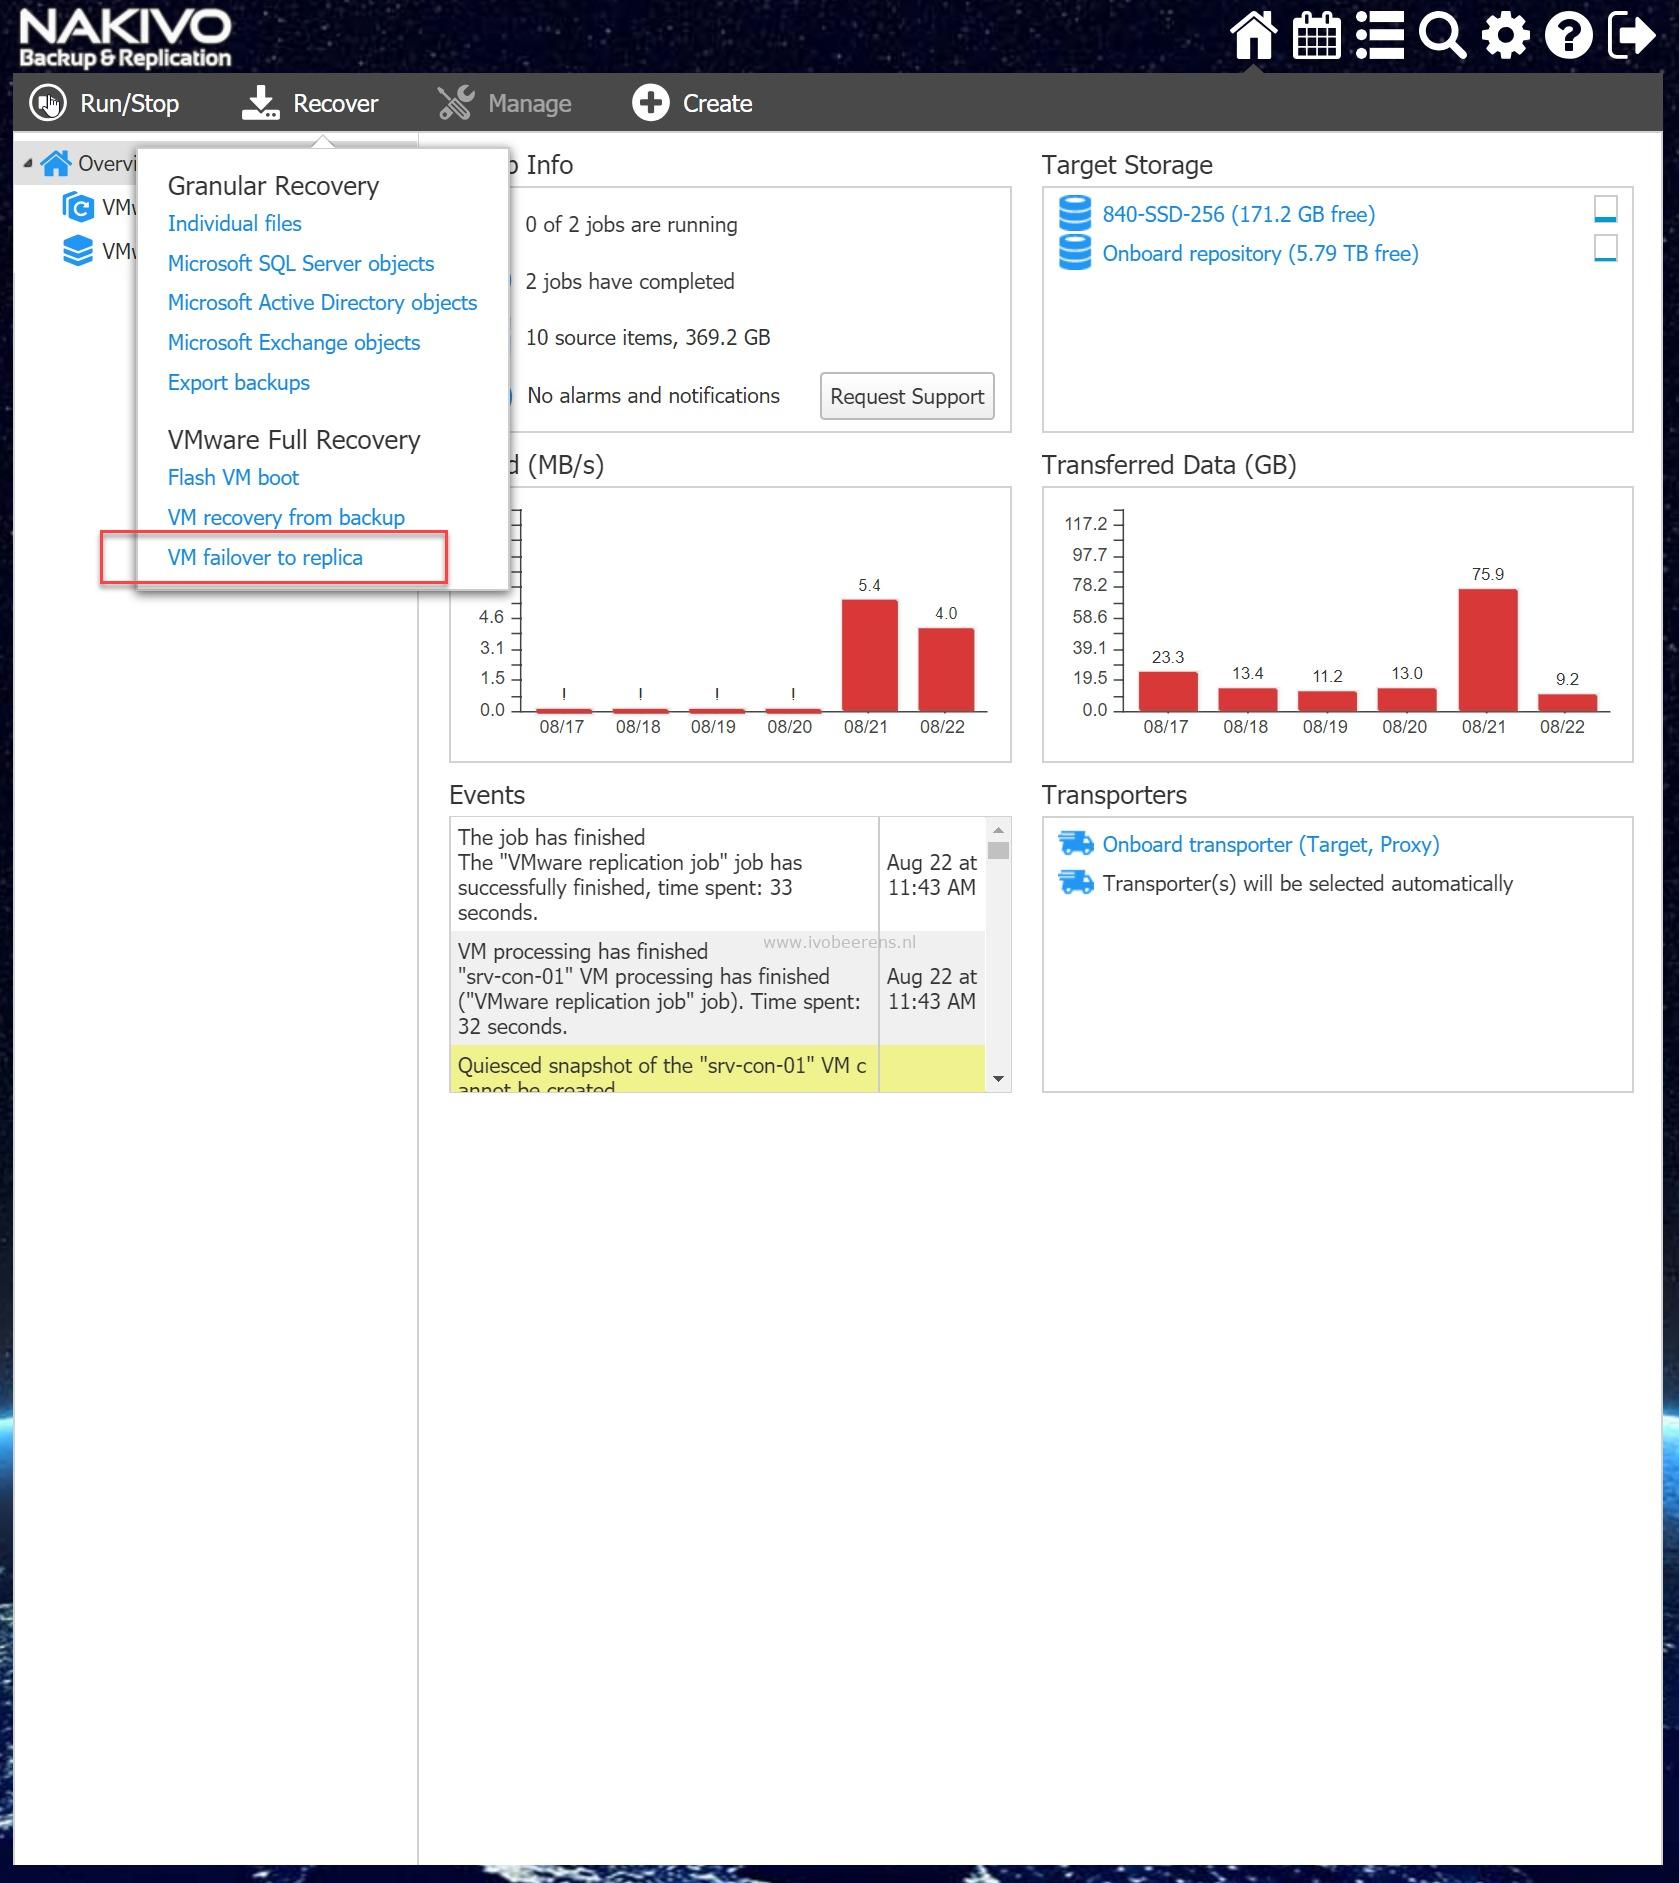 NAKIVO
Backup & Replication
Run/Stop
Recover
Manage
Create
Granular Recovery
Individual files
Microsoft SQL Server objects
Microsoft Active Directory objects
Microsoft Exchange objects
Export backups
VMware Full Recovery
Flash VM boot
VM recovery from backup
VM failover to replica
Info
0 of 2 jobs are running
2 jobs have completed
10 source items, 369.2 GB
No alarms and notifications
Request Support
Target Storage
840-SSD-256 (171.2 GB free)
Onboard repository (5.79 TB free)
(MB/s)
4.6
3.1
1.5
0.0
! ! ! ! 5.4 4.0
08/17 08/18 08/19 08/20 08/21 08/22
Transferred Data (GB)
117.2
97.7
78.2
58.6
39.1
19.5
0.0
23.3 13.4 11.2 13.0 75.9 9.2
08/17 08/18 08/19 08/20 08/21 08/22
Events
The job has finished
The "VMware replication job" job has
successfully finished, time spent: 33
seconds.
Aug 22 at
11:43 AM
VM processing has finished
"srv-con-01" VM processing has finished
("VMware replication job" job). Time spent:
32 seconds.
Aug 22 at
11:43 AM
Quiesced snapshot of the "srv-con-01" VM c
annot be created
www.ivobeerens.nl
Transporters
Onboard transporter (Target, Proxy)
Transporter(s) will be selected automatically